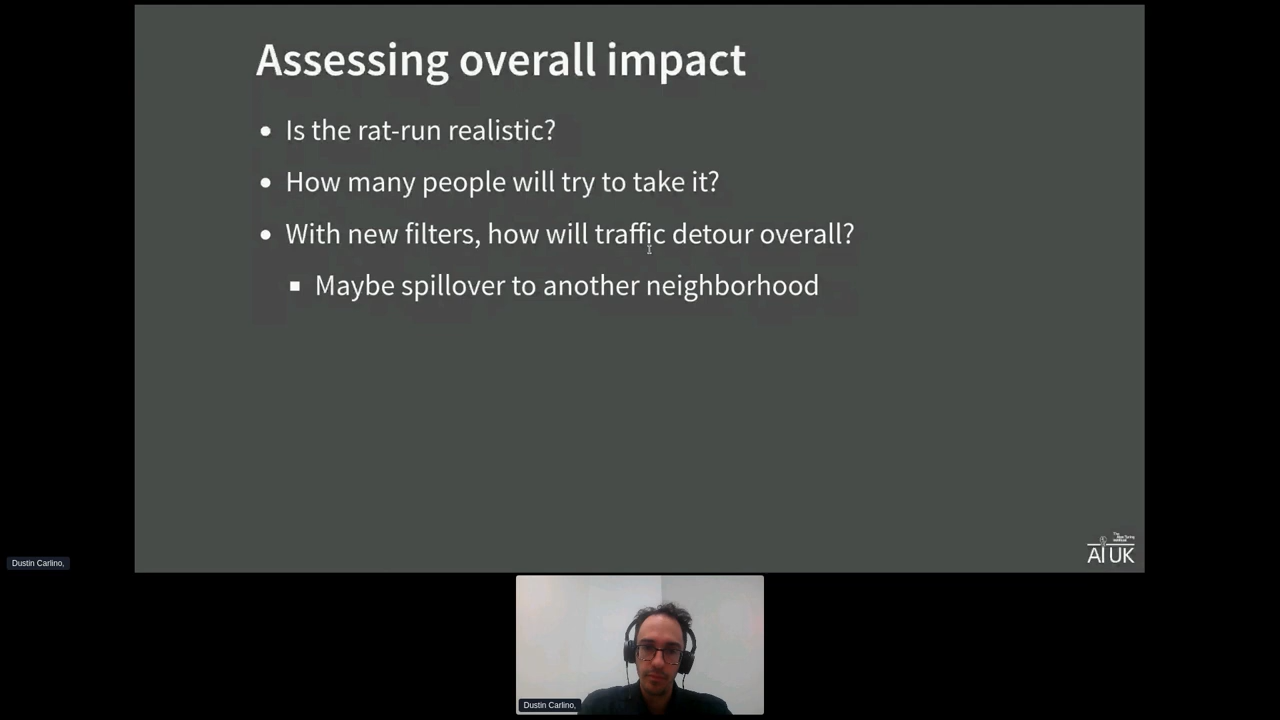 Assessing overall impact
Is the rat-run realistic?
How many people will try to take it?
With new filters, how will traffic detour overall?
Maybe spillover to another neighborhood
AI UK
Dustin Carlino,
Dustin Carlino,